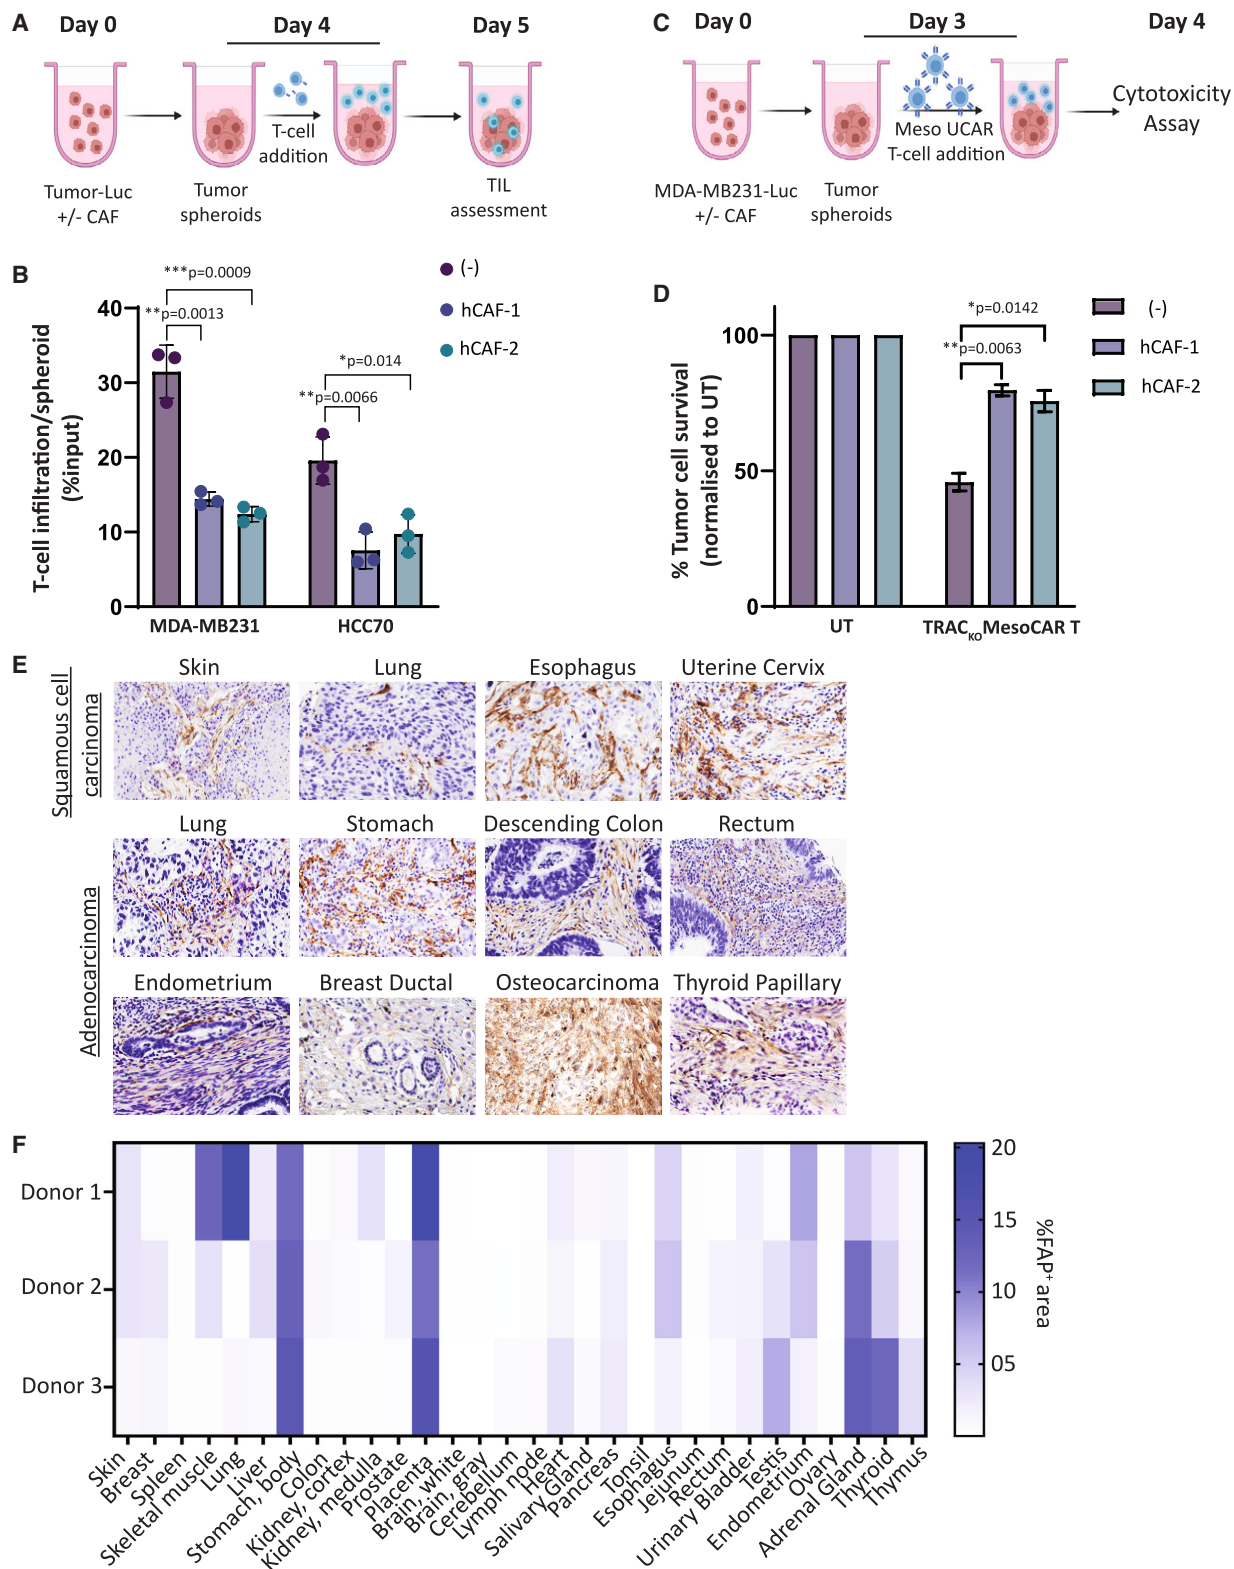 A
Day 0
Day 4
Day 5
T-cell
addition
Tumor-Luc
+/- CAF
Tumor
spheroids
TIL
assessment
C
Day 0
Day 3
Day 4
Meso UCAR
T-cell addition
Cytotoxicity
Assay
MDA-MB231-Luc
+/- CAF
Tumor
spheroids
B
***p=0.0009
**p=0.0013
*p=0.014
**p=0.0066
(-)
hCAF-1
hCAF-2
T-cell infiltration/spheroid
(%input)
40
30
20
10
0
MDA-MB231
HCC70
D
*p=0.0142
**p=0.0063
(-)
hCAF-1
hCAF-2
% Tumor cell survival
(normalised to UT)
100
50
0
UT
TRACKOMesoCAR T
E
Squamous cell
carcinoma
Skin
Lung
Esophagus
Uterine Cervix
Adenocarcinoma
Lung
Stomach
Descending Colon
Rectum
Endometrium
Breast Ductal
Osteocarcinoma
Thyroid Papillary
F
Donor 1
Donor 2
Donor 3
20
15
10
05
%FAP+ area
Skin
Breast
Spleen
Skeletal muscle
Lung
Liver
Stomach, body
Colon
Kidney, cortex
Kidney, medulla
Prostate
Placenta
Brain, white
Brain, gray
Cerebellum
Lymph node
Heart
Salivary Gland
Pancreas
Tonsil
Esophagus
Jejunum
Rectum
Urinary Bladder
Testis
Endometrium
Ovary
Adrenal Gland
Thyroid
Thymus